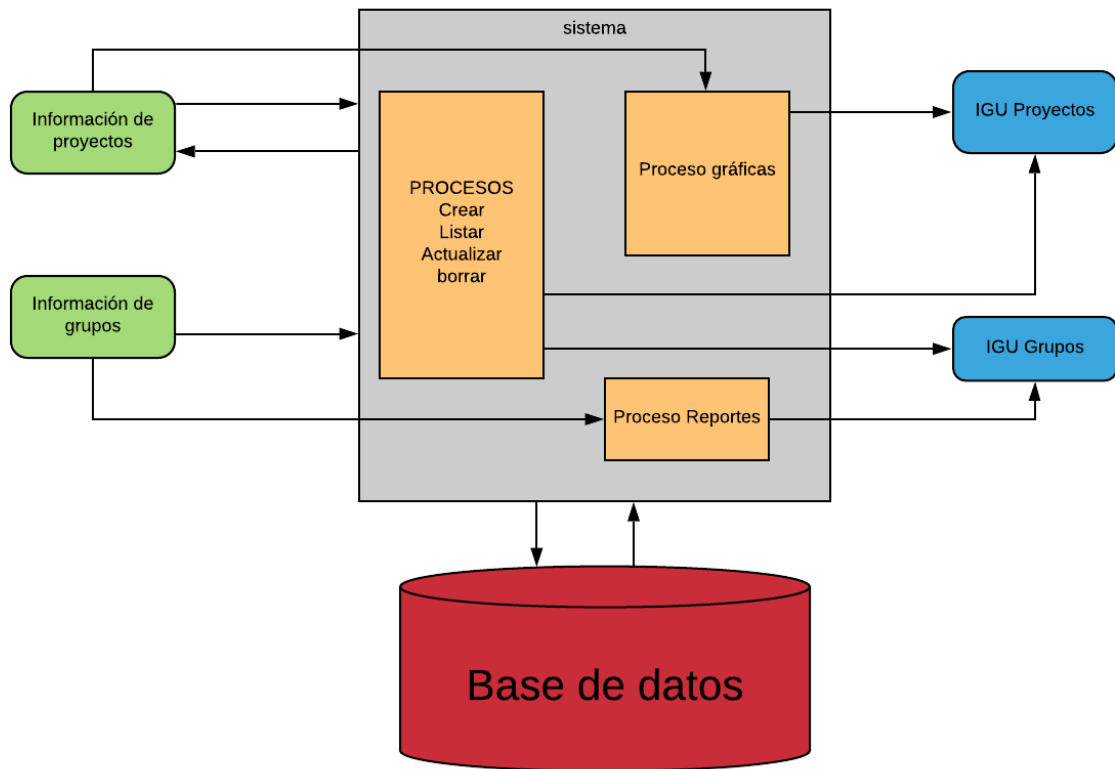 sistema
Información de
proyectos
IGU Proyectos
PROCESOS
Crear
Listar
Actualizar
borrar
Proceso gráficas
Información de
grupos
IGU Grupos
Proceso Reportes
Base de datos